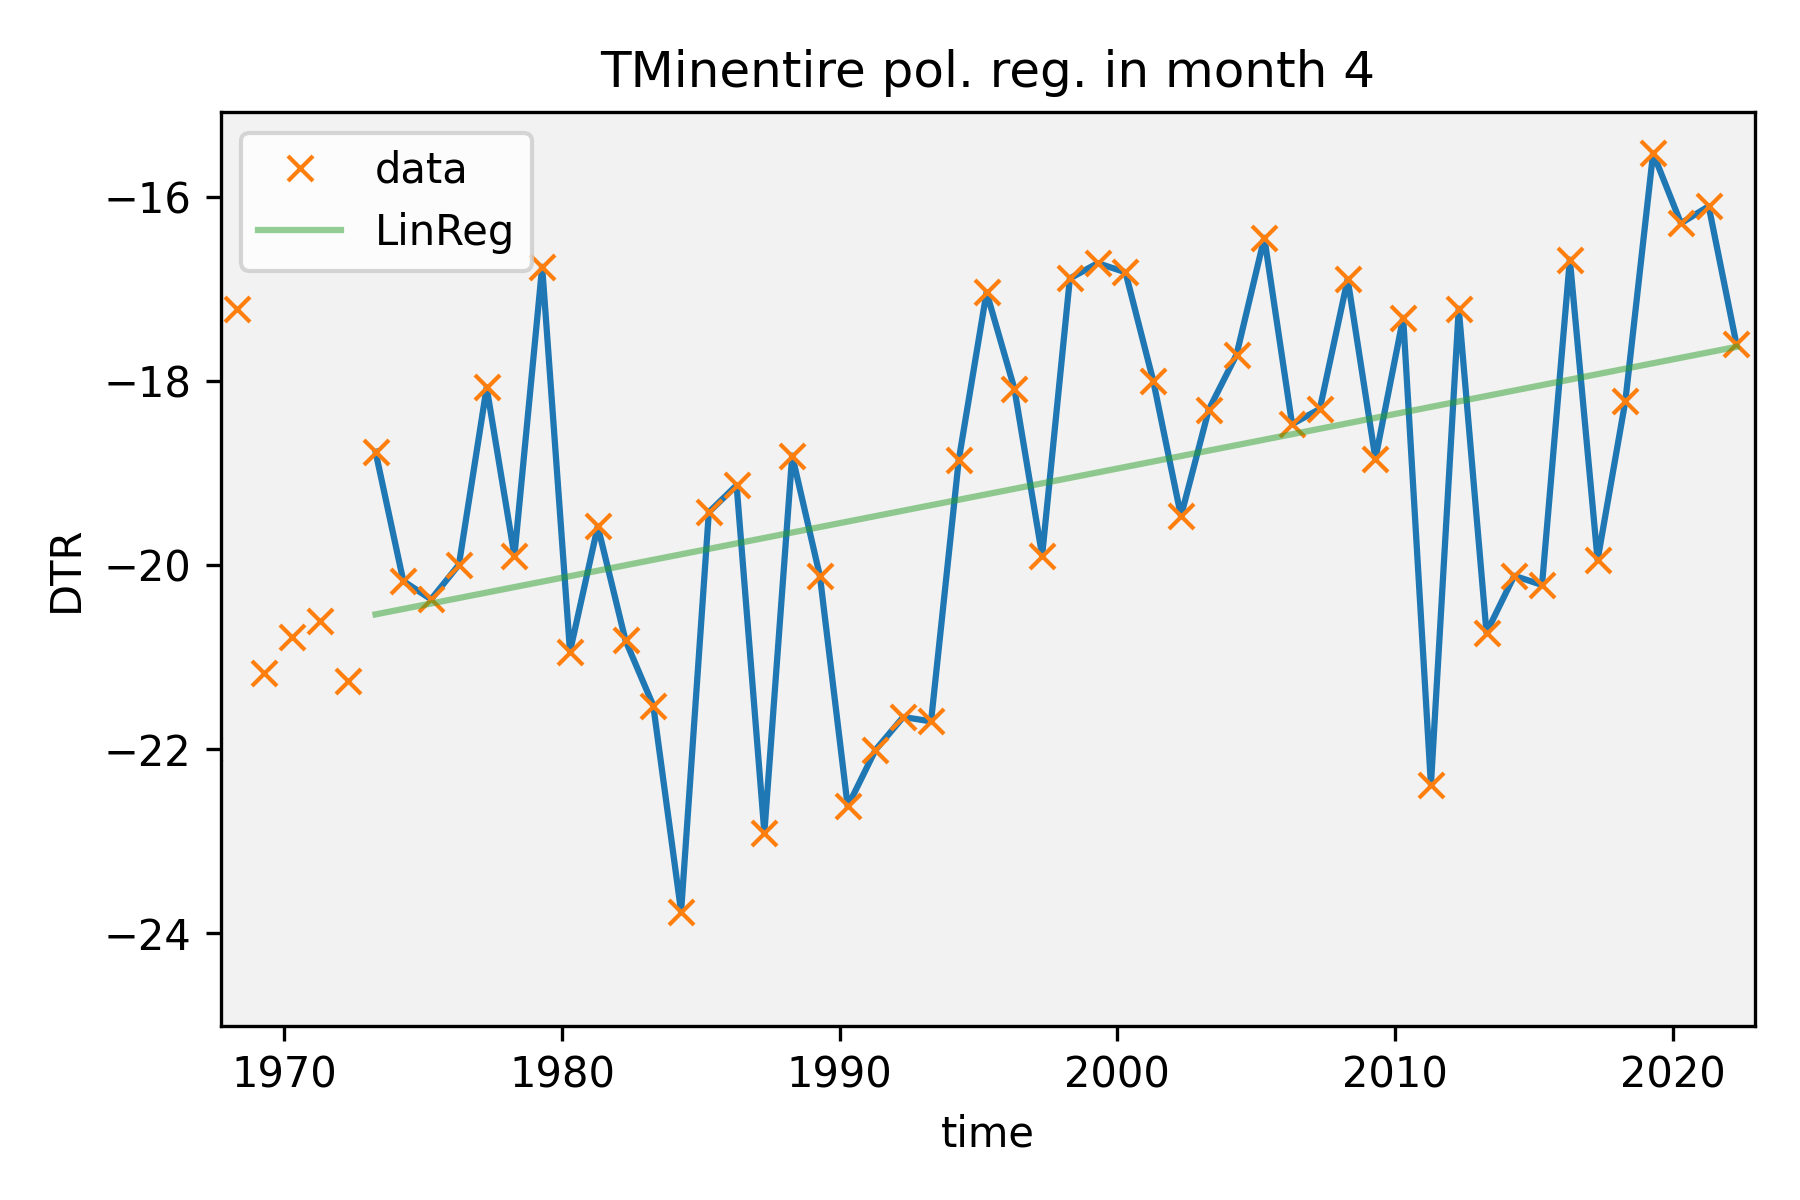 TMinentire pol. reg. in month 4
data
LinReg
−16
−18
−20
−22
−24
DTR
1970 1980 1990 2000 2010 2020
time